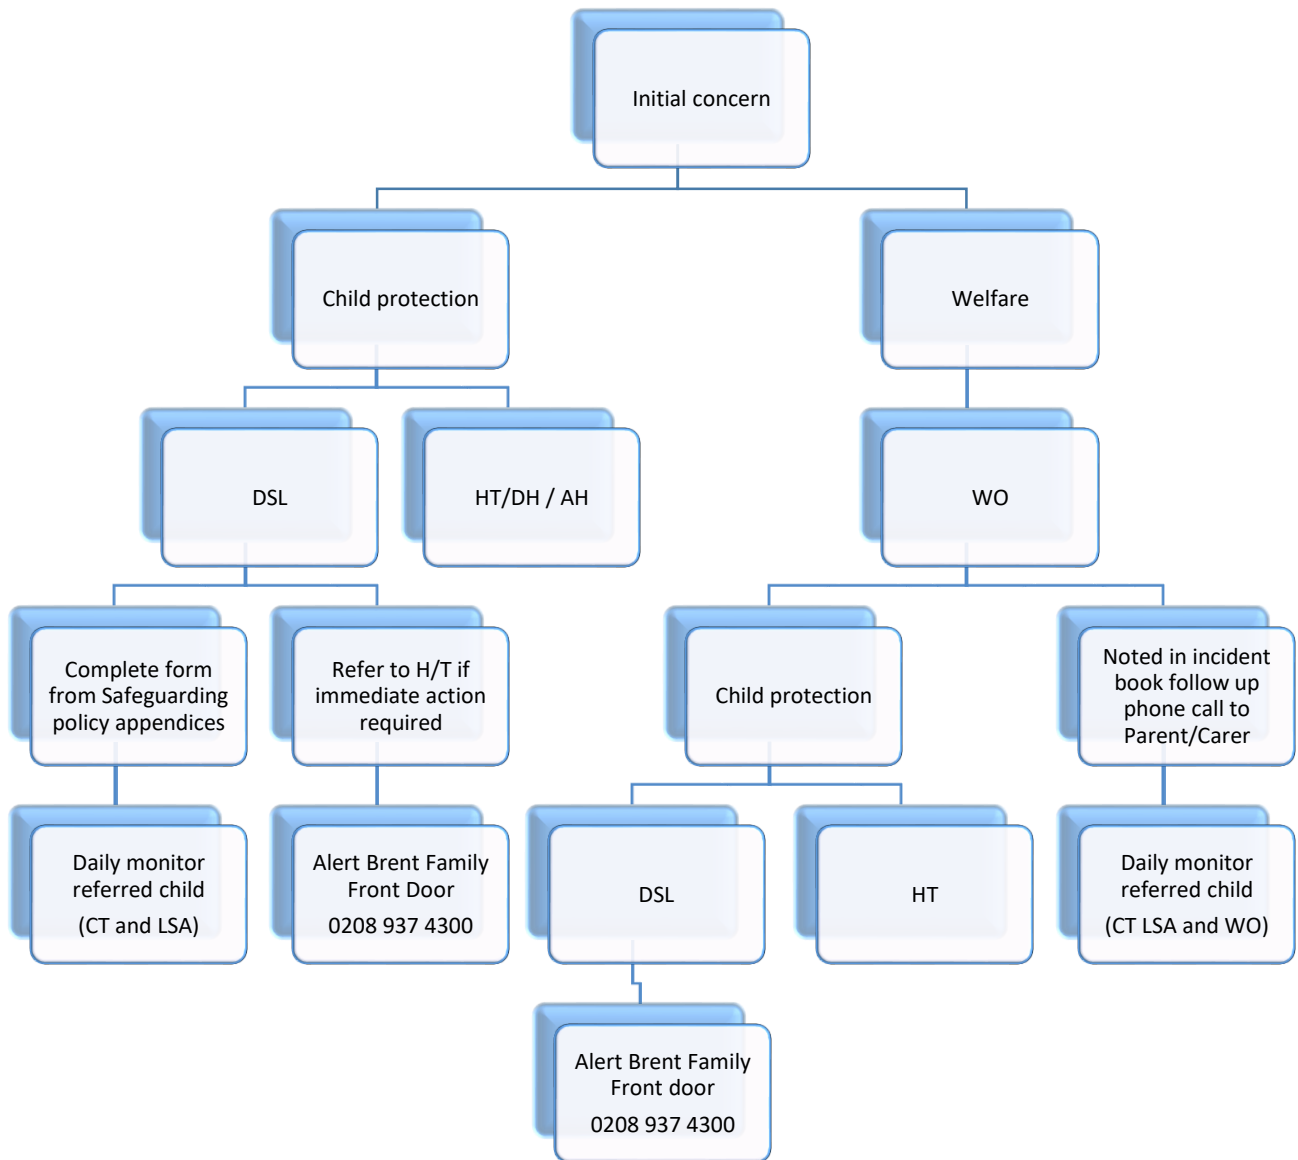 Initial concern
Child protection
Welfare
DSL
HT/DH / AH
WO
Complete form
from Safeguarding
policy appendices
Refer to H/T if
immediate action
required
Child protection
Noted in incident
book follow up
phone call to
Parent/Carer
Daily monitor
referred child
(CT and LSA)
Alert Brent Family
Front Door
0208 937 4300
DSL
HT
Daily monitor
referred child
(CT LSA and WO)
Alert Brent Family
Front door
0208 937 4300